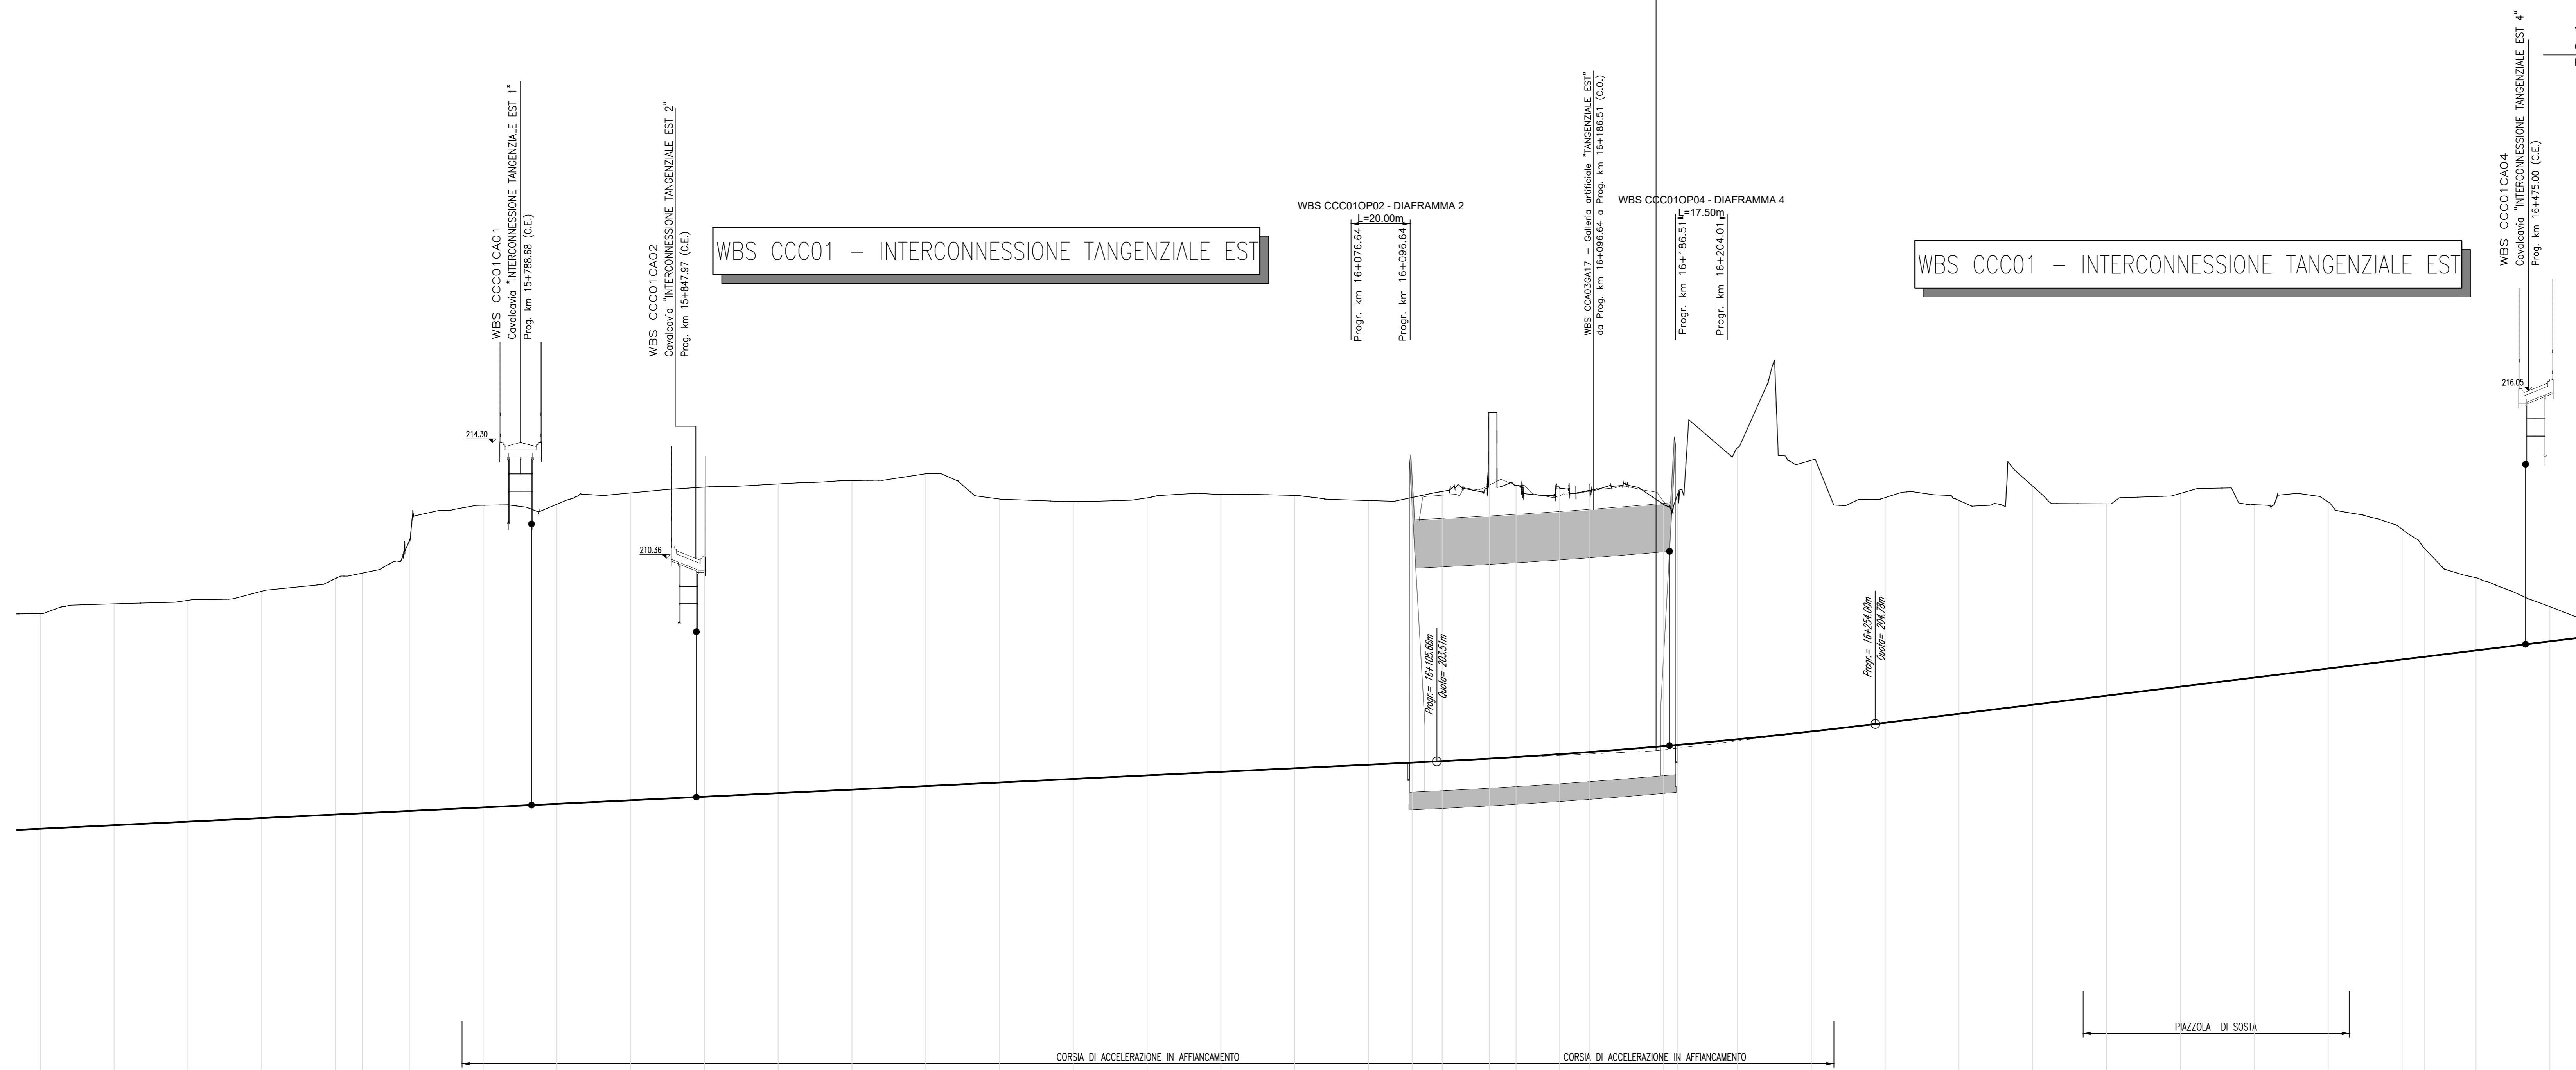 WBS CCC01CA01
Cavalcavia "INTERCONNESSIONE TANGENZIALE EST 1"
Prog. km 15+788.68 (C.E.)
214.30
WBS CCC01CA02
Cavalcavia "INTERCONNESSIONE TANGENZIALE EST 2"
Prog. km 15+847.97 (C.E.)
210.36
WBS CCC01 - INTERCONNESSIONE TANGENZIALE EST
WBS CCC01OP02 - DIAFRAMMA 2
L=20.00m
Progr. km 16+076.64
Progr. km 16+096.64
WBS CCA03GA17 - Galleria artificiale "TANGENZIALE EST"
da Prog. km 16+096.64 a Prog. km 16+186.51 (C.O.)
WBS CCC01OP04 - DIAFRAMMA 4
L=17.50m
Progr. km 16+186.51
Progr. km 16+204.01
WBS CCC01 - INTERCONNESSIONE TANGENZIALE EST
WBS CCC01CA04
Cavalcavia "INTERCONNESSIONE TANGENZIALE EST 4"
Prog. km 16+475.00 (C.E.)
216.05
Progr.= 16+105.66m
Quota= 203.51m
Progr.= 16+254.00m
Quota= 204.78m
PIAZZOLA DI SOSTA
CORSIA DI ACCELERAZIONE IN AFFIANCAMENTO
CORSIA DI ACCELERAZIONE IN AFFIANCAMENTO